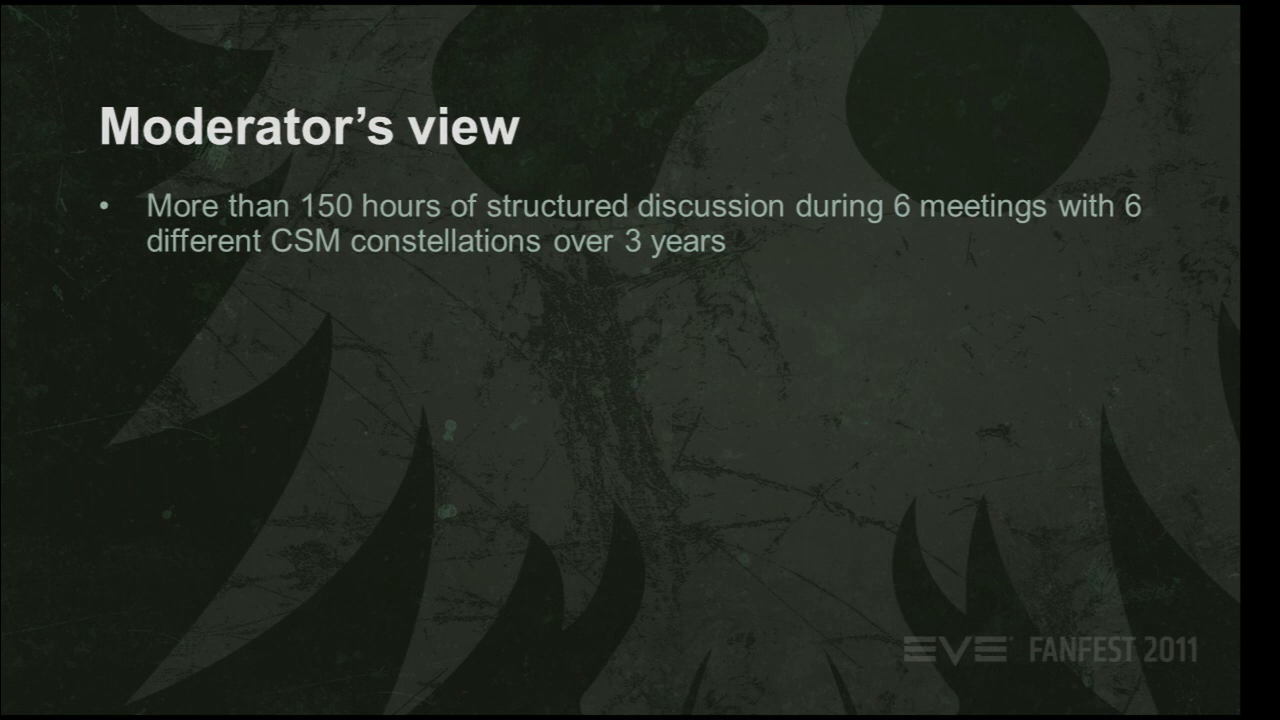 Moderator’s view
• More than 150 hours of structured discussion during 6 meetings with 6
different CSM constellations over 3 years
EVE FANFEST 2011